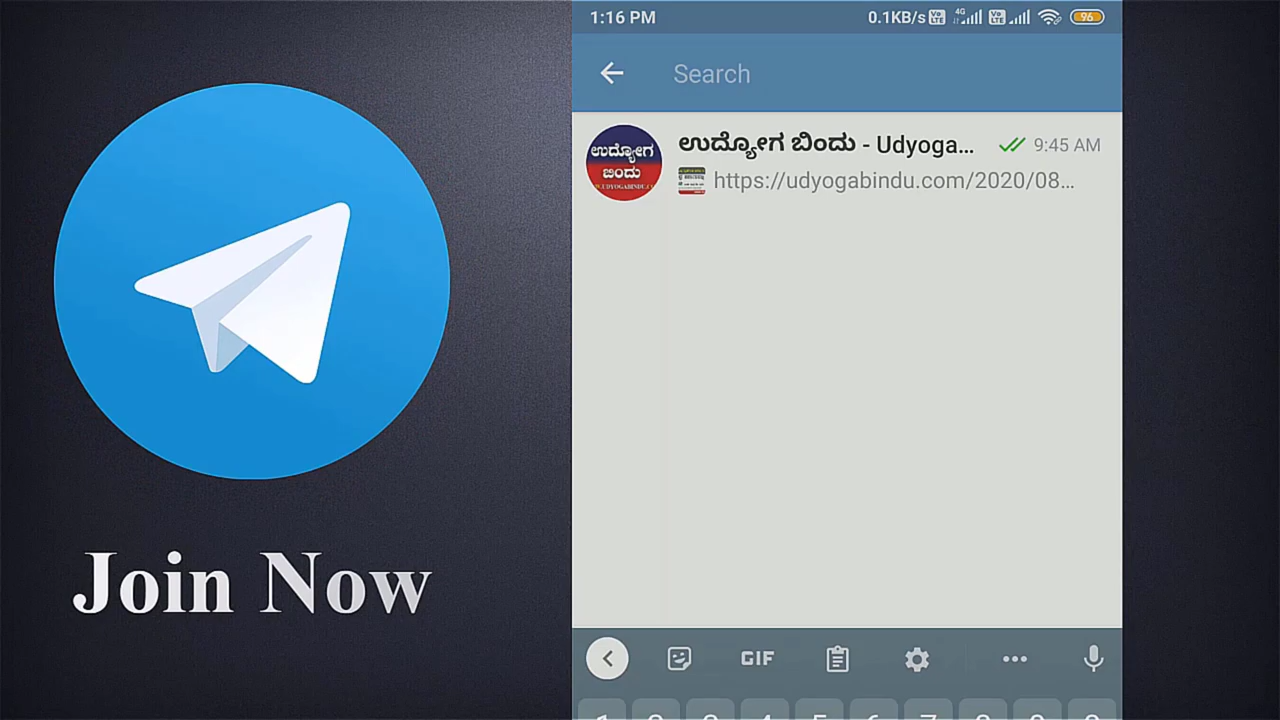 1:16 PM
0.1KB/s
4G
96
Search
ಉದ್ಯೋಗ ಬಿಂದು - Udyoga...
9:45 AM
https://udyogabindu.com/2020/08...
ಉದ್ಯೋಗ
ಬಿಂದು
Join Now
GIF